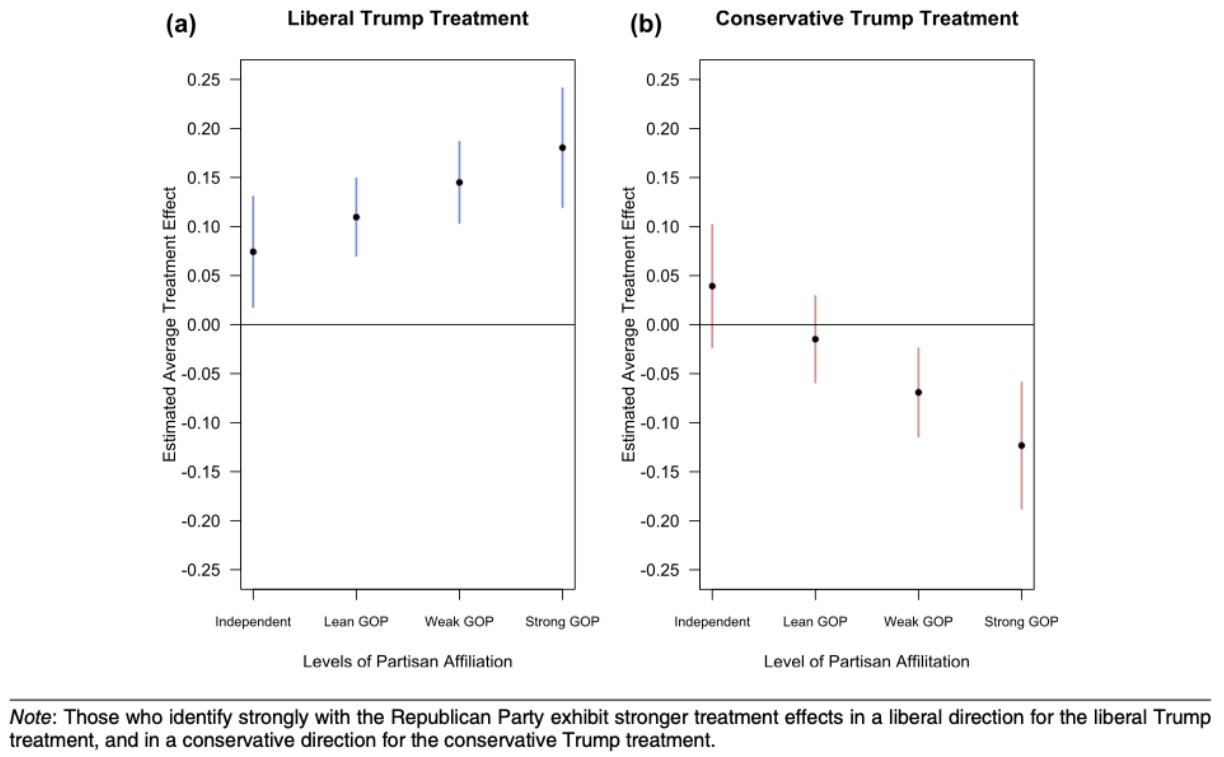 (a) Liberal Trump Treatment
Estimated Average Treatment Effect
0.25
0.20
0.15
0.10
0.05
0.00
-0.05
-0.10
-0.15
-0.20
-0.25
Independent Lean GOP Weak GOP Strong GOP
Levels of Partisan Affiliation
(b) Conservative Trump Treatment
Estimated Average Treatment Effect
0.25
0.20
0.15
0.10
0.05
0.00
-0.05
-0.10
-0.15
-0.20
-0.25
Independent Lean GOP Weak GOP Strong GOP
Level of Partisan Affilitation
Note: Those who identify strongly with the Republican Party exhibit stronger treatment effects in a liberal direction for the liberal Trump
treatment, and in a conservative direction for the conservative Trump treatment.